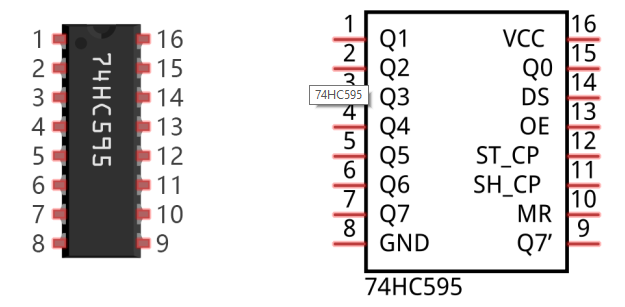 1 16
2 15
3 14
4 13
5 12
6 11
7 10
8 9
74HC595
1 Q1 VCC 16
2 Q2 Q0 15
3 Q3 DS 14
74HC595
4 Q4 OE 13
5 Q5 ST_CP 12
6 Q6 SH_CP 11
7 Q7 MR 10
8 GND Q7’ 9
74HC595